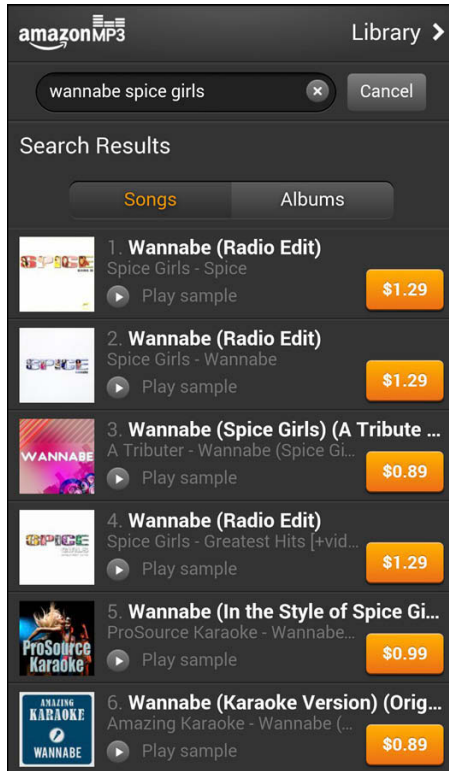 amazonMP3
Library
wannabe spice girls
Cancel
Search Results
Songs
Albums
SPICE
1. Wannabe (Radio Edit)
Spice Girls - Spice
Play sample
$1.29
SPICE
2. Wannabe (Radio Edit)
Spice Girls - Wannabe
Play sample
$1.29
WANNABE
3. Wannabe (Spice Girls) (A Tribute ...
A Tributer - Wannabe (Spice Gi...
Play sample
$0.89
SPICE
GIRLS
4. Wannabe (Radio Edit)
Spice Girls - Greatest Hits [+vid...
Play sample
$1.29
ProSource
Karaoke
5. Wannabe (In the Style of Spice Gi...
ProSource Karaoke - Wannabe...
Play sample
$0.99
AMAZING
KARAOKE
WANNABE
6. Wannabe (Karaoke Version) (Orig...
Amazing Karaoke - Wannabe (...
Play sample
$0.89